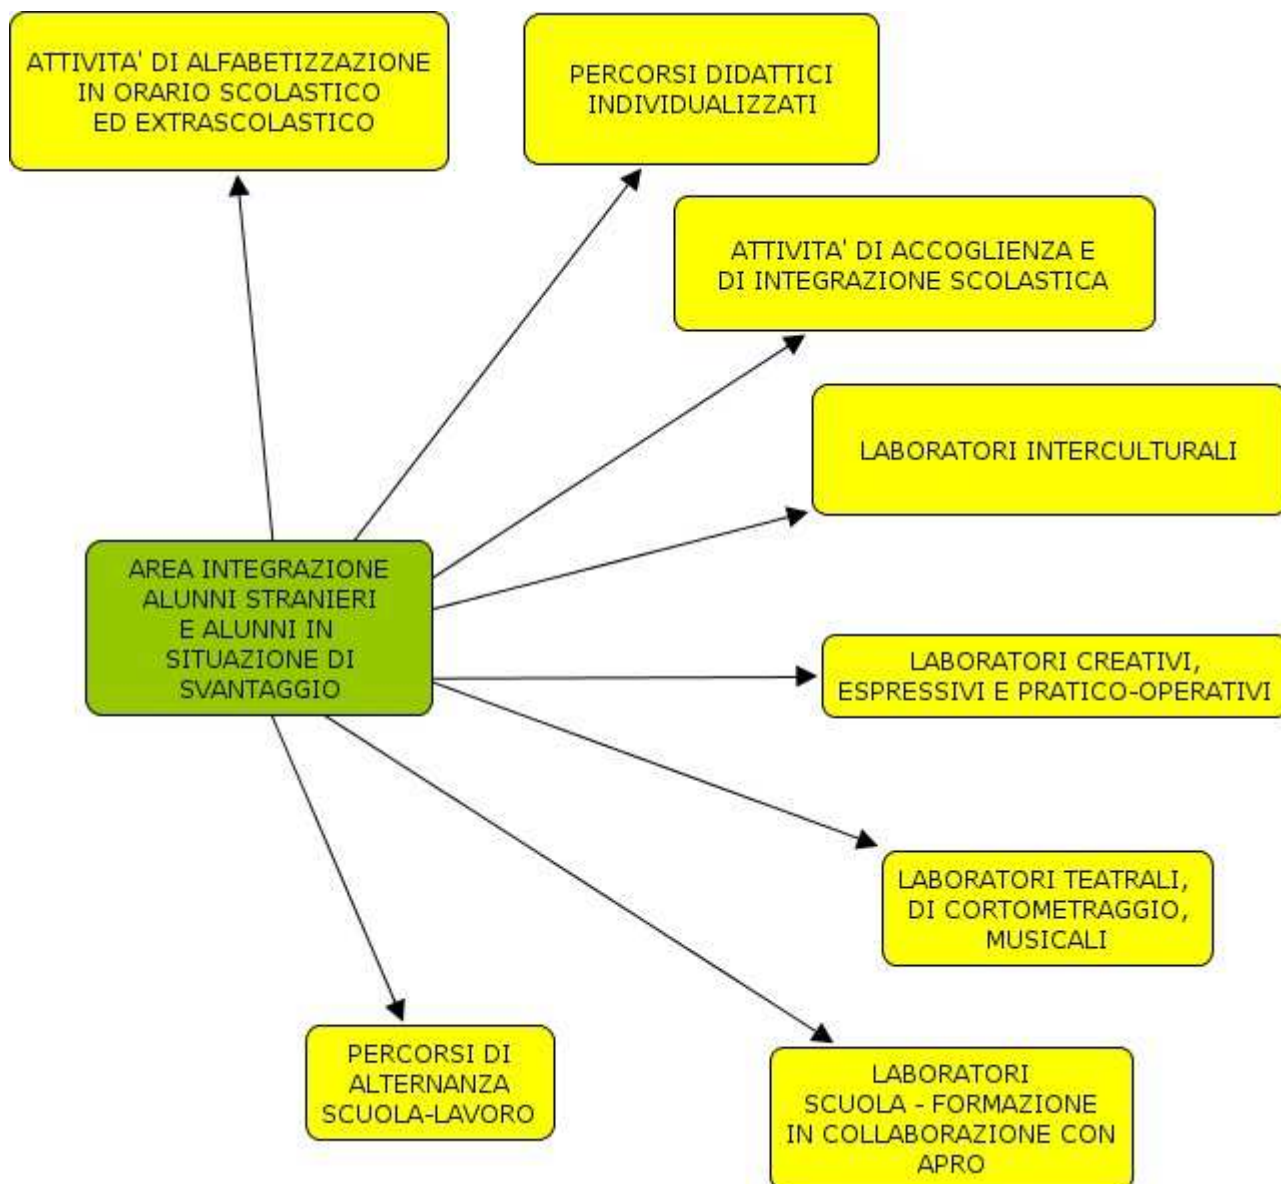 ATTIVITA' DI ALFABETIZZAZIONE
IN ORARIO SCOLASTICO
ED EXTRASCOLASTICO
PERCORSI DIDATTICI
INDIVIDUALIZZATI
ATTIVITA' DI ACCOGLIENZA E
DI INTEGRAZIONE SCOLASTICA
LABORATORI INTERCULTURALI
AREA INTEGRAZIONE
ALUNNI STRANIERI
E ALUNNI IN
SITUAZIONE DI
SVANTAGGIO
LABORATORI CREATIVI,
ESPRESSIVI E PRATICO-OPERATIVI
LABORATORI TEATRALI,
DI CORTOMETRAGGIO,
MUSICALI
PERCORSI DI
ALTERNANZA
SCUOLA-LAVORO
LABORATORI
SCUOLA - FORMAZIONE
IN COLLABORAZIONE CON
APRO